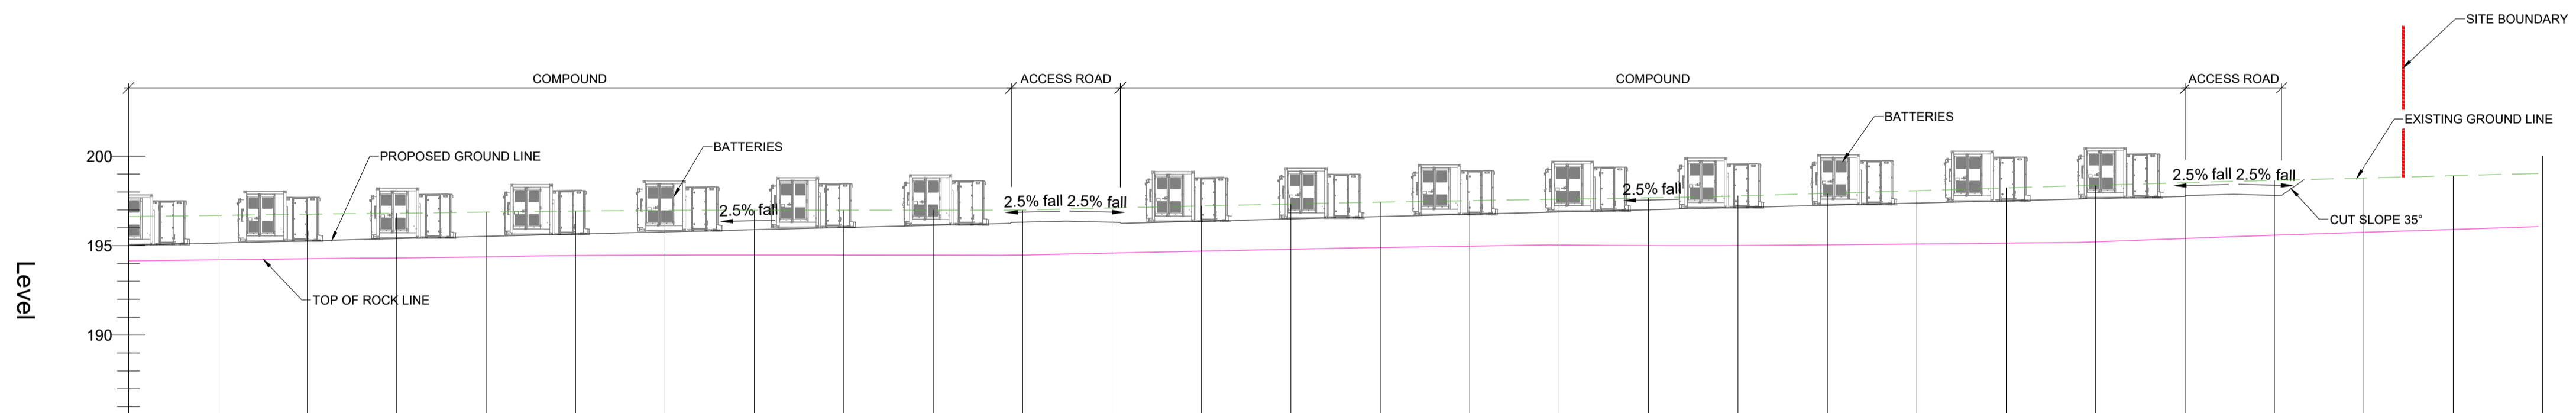 SITE BOUNDARY
COMPOUND
ACCESS ROAD
COMPOUND
ACCESS ROAD
BATTERIES
EXISTING GROUND LINE
BATTERIES
200
PROPOSED GROUND LINE
2.5% fall
2.5% fall
2.5% fall
2.5% fall
2.5% fall
2.5% fall
CUT SLOPE 35°
195
Level
TOP OF ROCK LINE
190